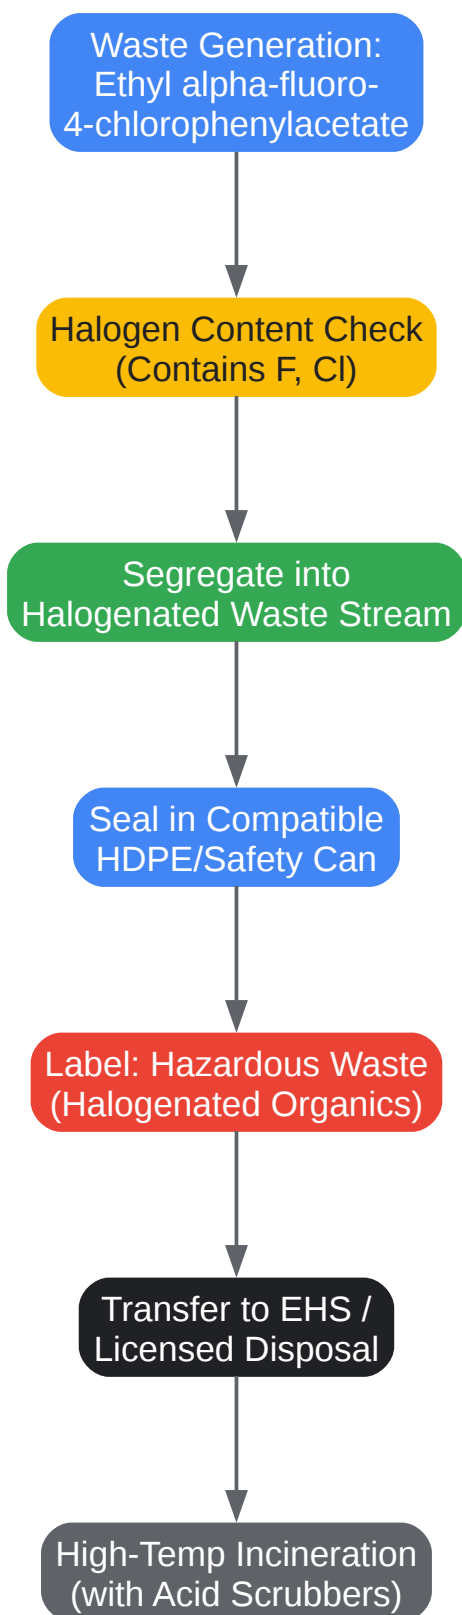 Waste Generation:
Ethyl alpha-fluoro-
4-chlorophenylacetate
Halogen Content Check
(Contains F, Cl)
Segregate into
Halogenated Waste Stream
Seal in Compatible
HDPE/Safety Can
Label: Hazardous Waste
(Halogenated Organics)
Transfer to EHS /
Licensed Disposal
High-Temp Incineration
(with Acid Scrubbers)